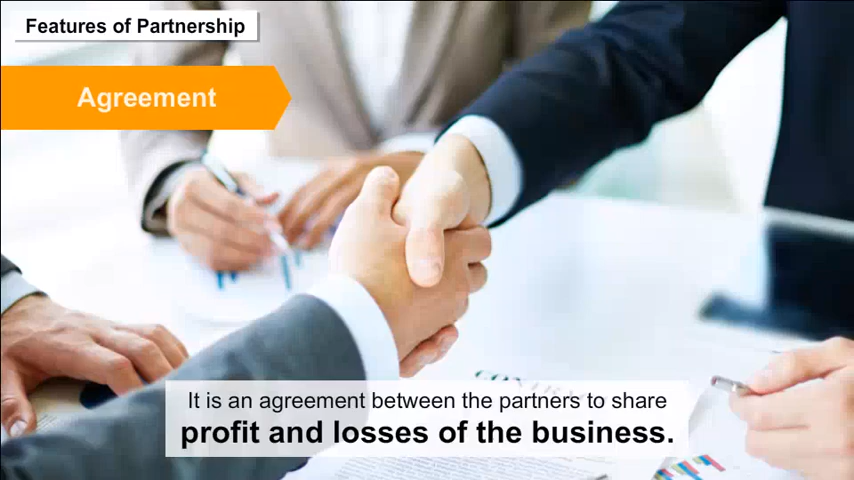 Features of Partnership
Agreement
It is an agreement between the partners to share
profit and losses of the business.